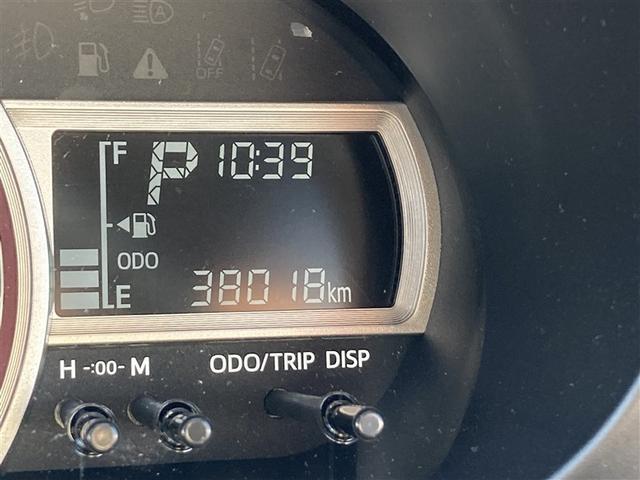 OFF
F P 10:39
ODO
E 38018km
H -:00- M ODO/TRIP DISP